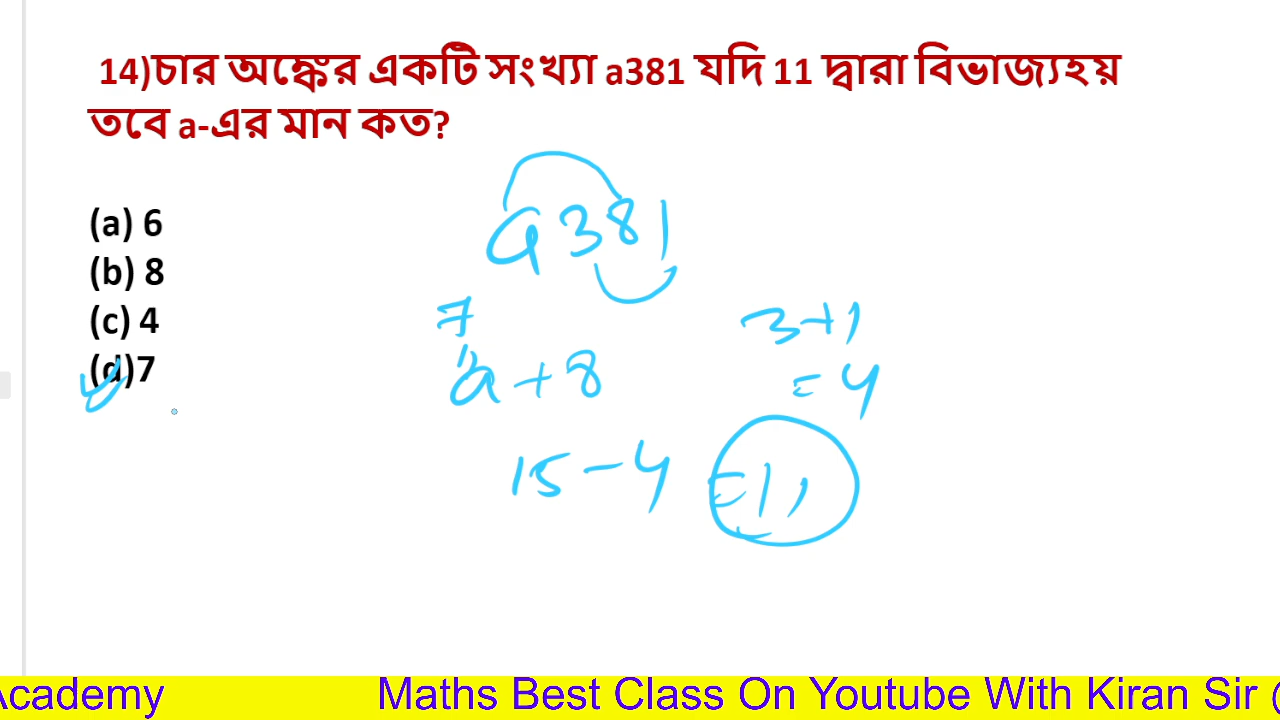 14)চার অঙ্কের একটি সংখ্যা a381 যদি 11 দ্বারা বিভাজ্যহয়
তবে a-এর মান কত?
(a) 6
(b) 8
(c) 4
(d)7
a381
7
a+8
3+1
=4
15-4 =11
Academy Maths Best Class On Youtube With Kiran Sir @